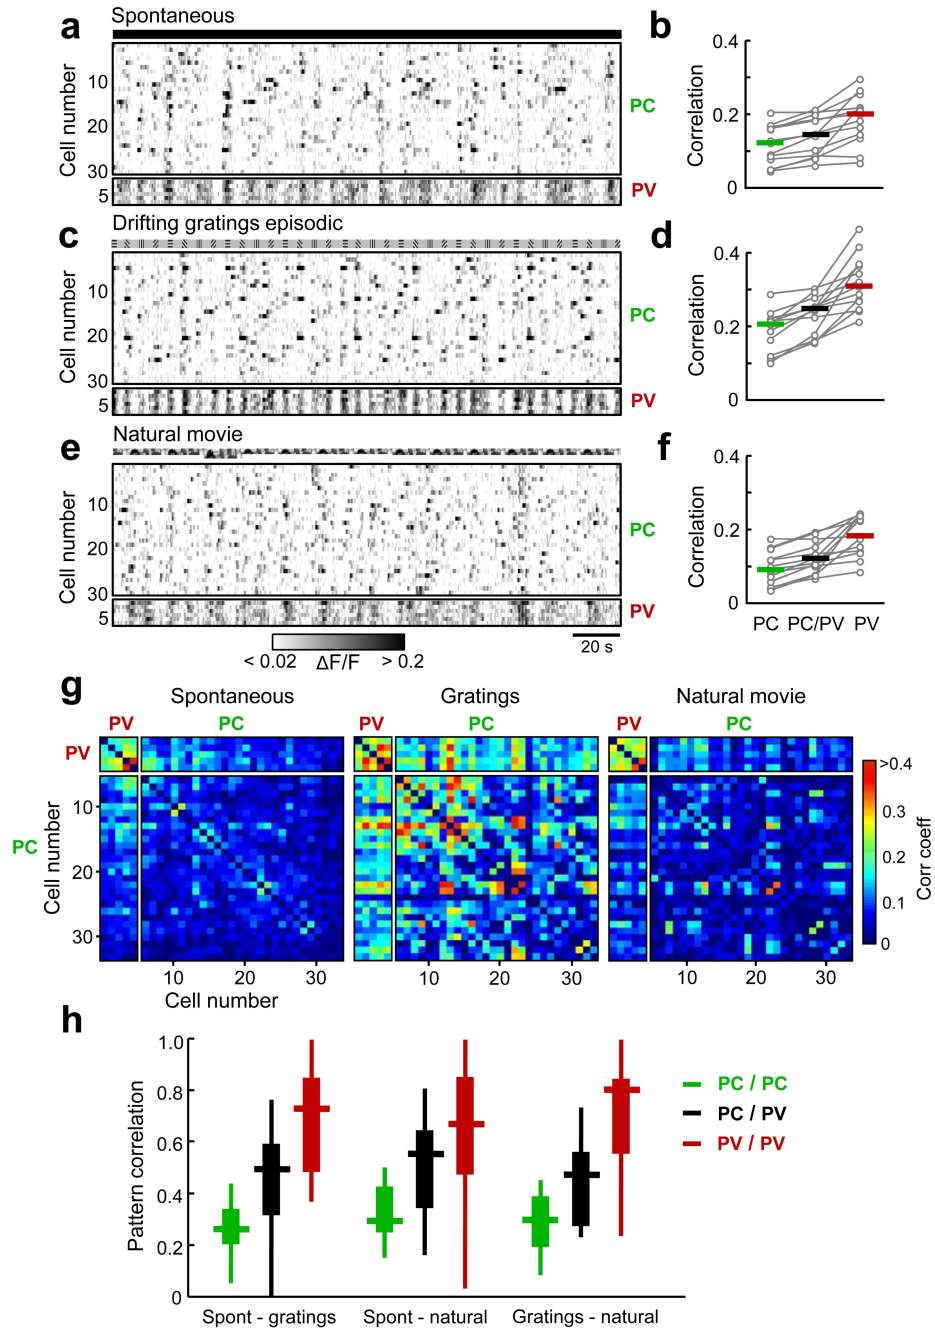 a
Spontaneous
Cell number
10
20
30
5
PC
PV
b
Correlation
0.4
0.2
0
c
Drifting gratings episodic
Cell number
10
20
30
5
PC
PV
d
Correlation
0.4
0.2
0
e
Natural movie
Cell number
10
20
30
5
PC
PV
f
Correlation
0.4
0.2
0
PC PC/PV PV
< 0.02 ΔF/F > 0.2
20 s
g
Spontaneous Gratings Natural movie
PV PC PV PC PV PC
PV
PC
Cell number
10
20
30
10 20 30 10 20 30 10 20 30
Cell number
>0.4
0.3
0.2
0.1
0
Corr coeff
h
Pattern correlation
1.0
0.8
0.6
0.4
0.2
0
PC / PC
PC / PV
PV / PV
Spont - gratings Spont - natural Gratings - natural